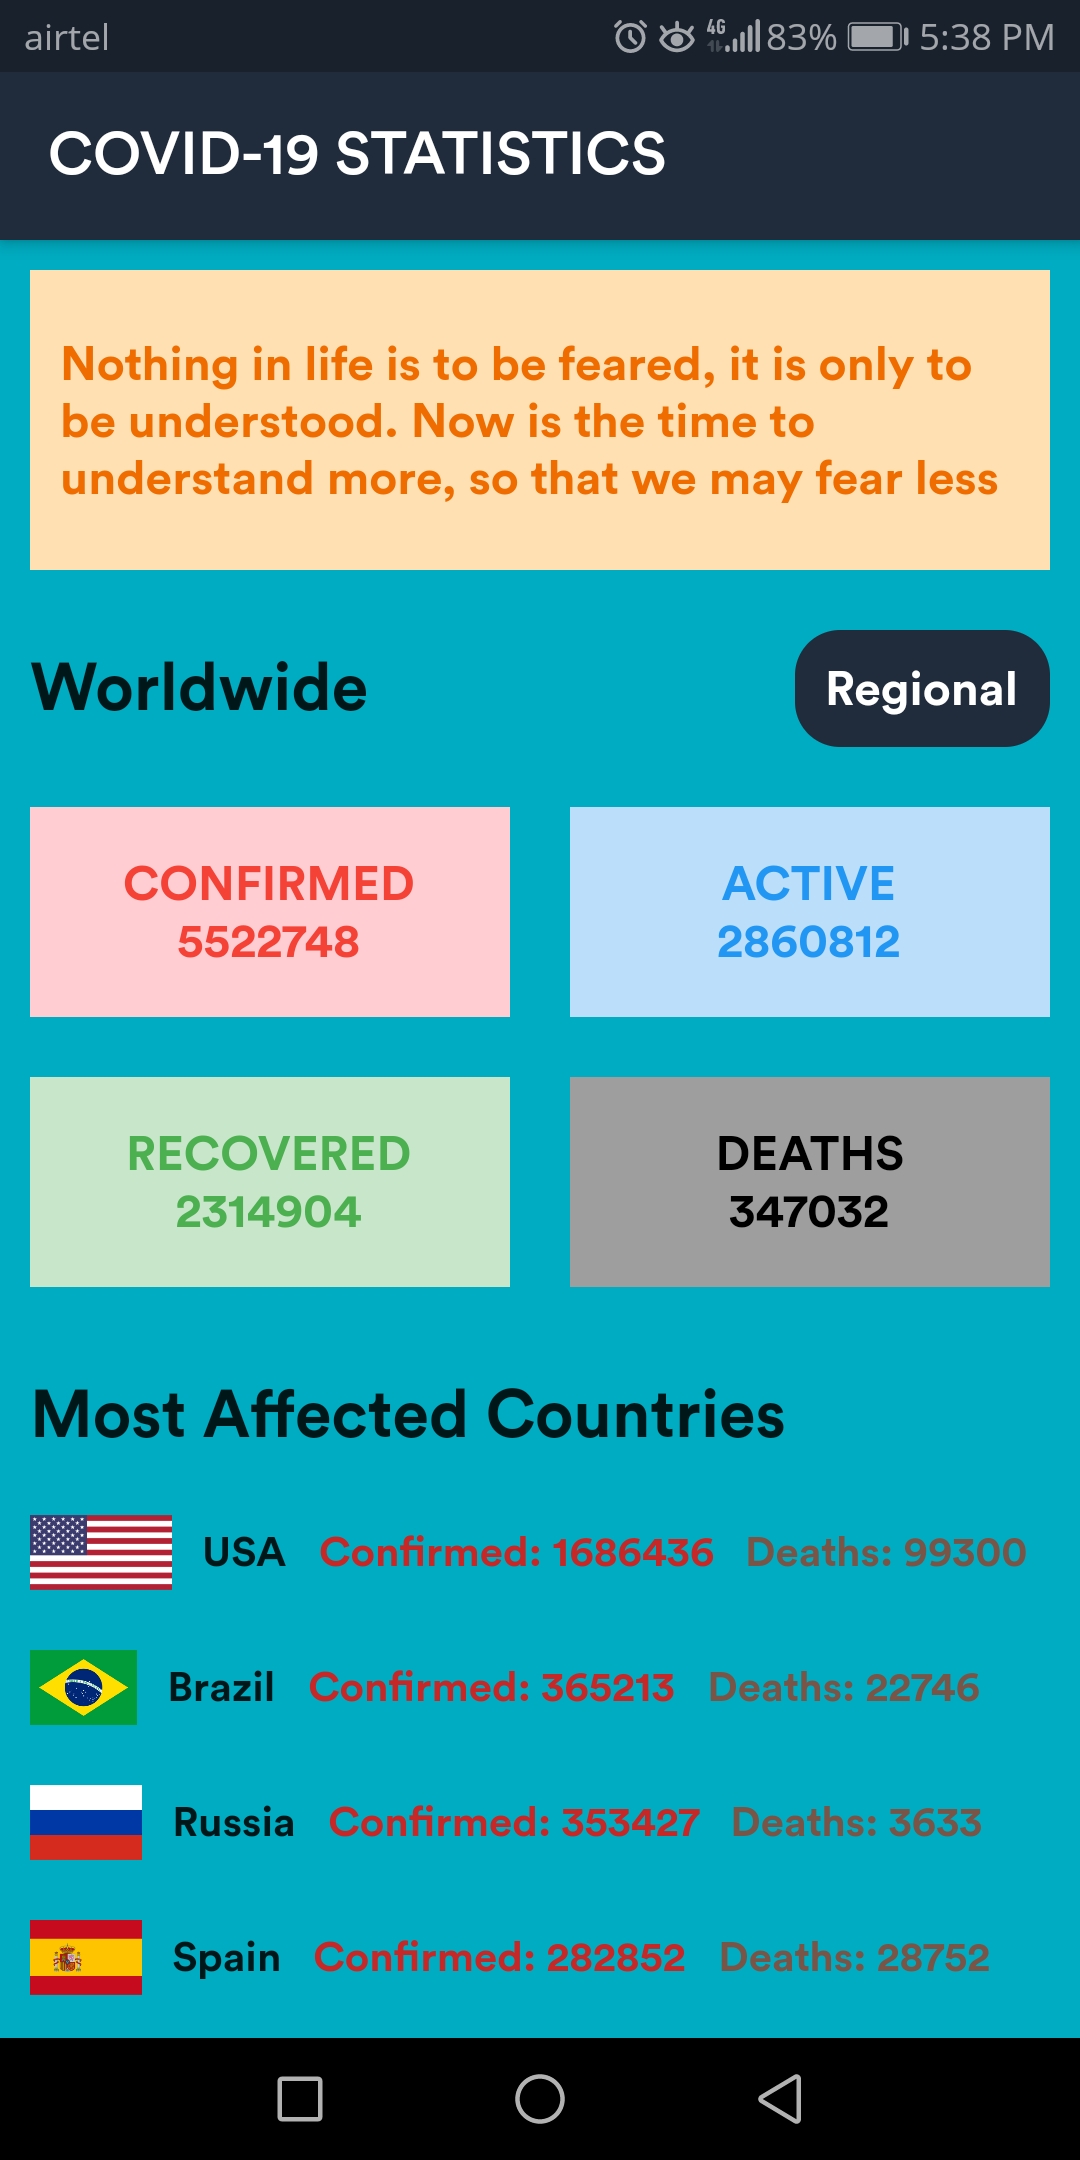 airtel
4G 83% 5:38 PM
COVID-19 STATISTICS
Nothing in life is to be feared, it is only to
be understood. Now is the time to
understand more, so that we may fear less
Worldwide
Regional
CONFIRMED
5522748
ACTIVE
2860812
RECOVERED
2314904
DEATHS
347032
Most Affected Countries
USA Confirmed: 1686436 Deaths: 99300
Brazil Confirmed: 365213 Deaths: 22746
Russia Confirmed: 353427 Deaths: 3633
Spain Confirmed: 282852 Deaths: 28752